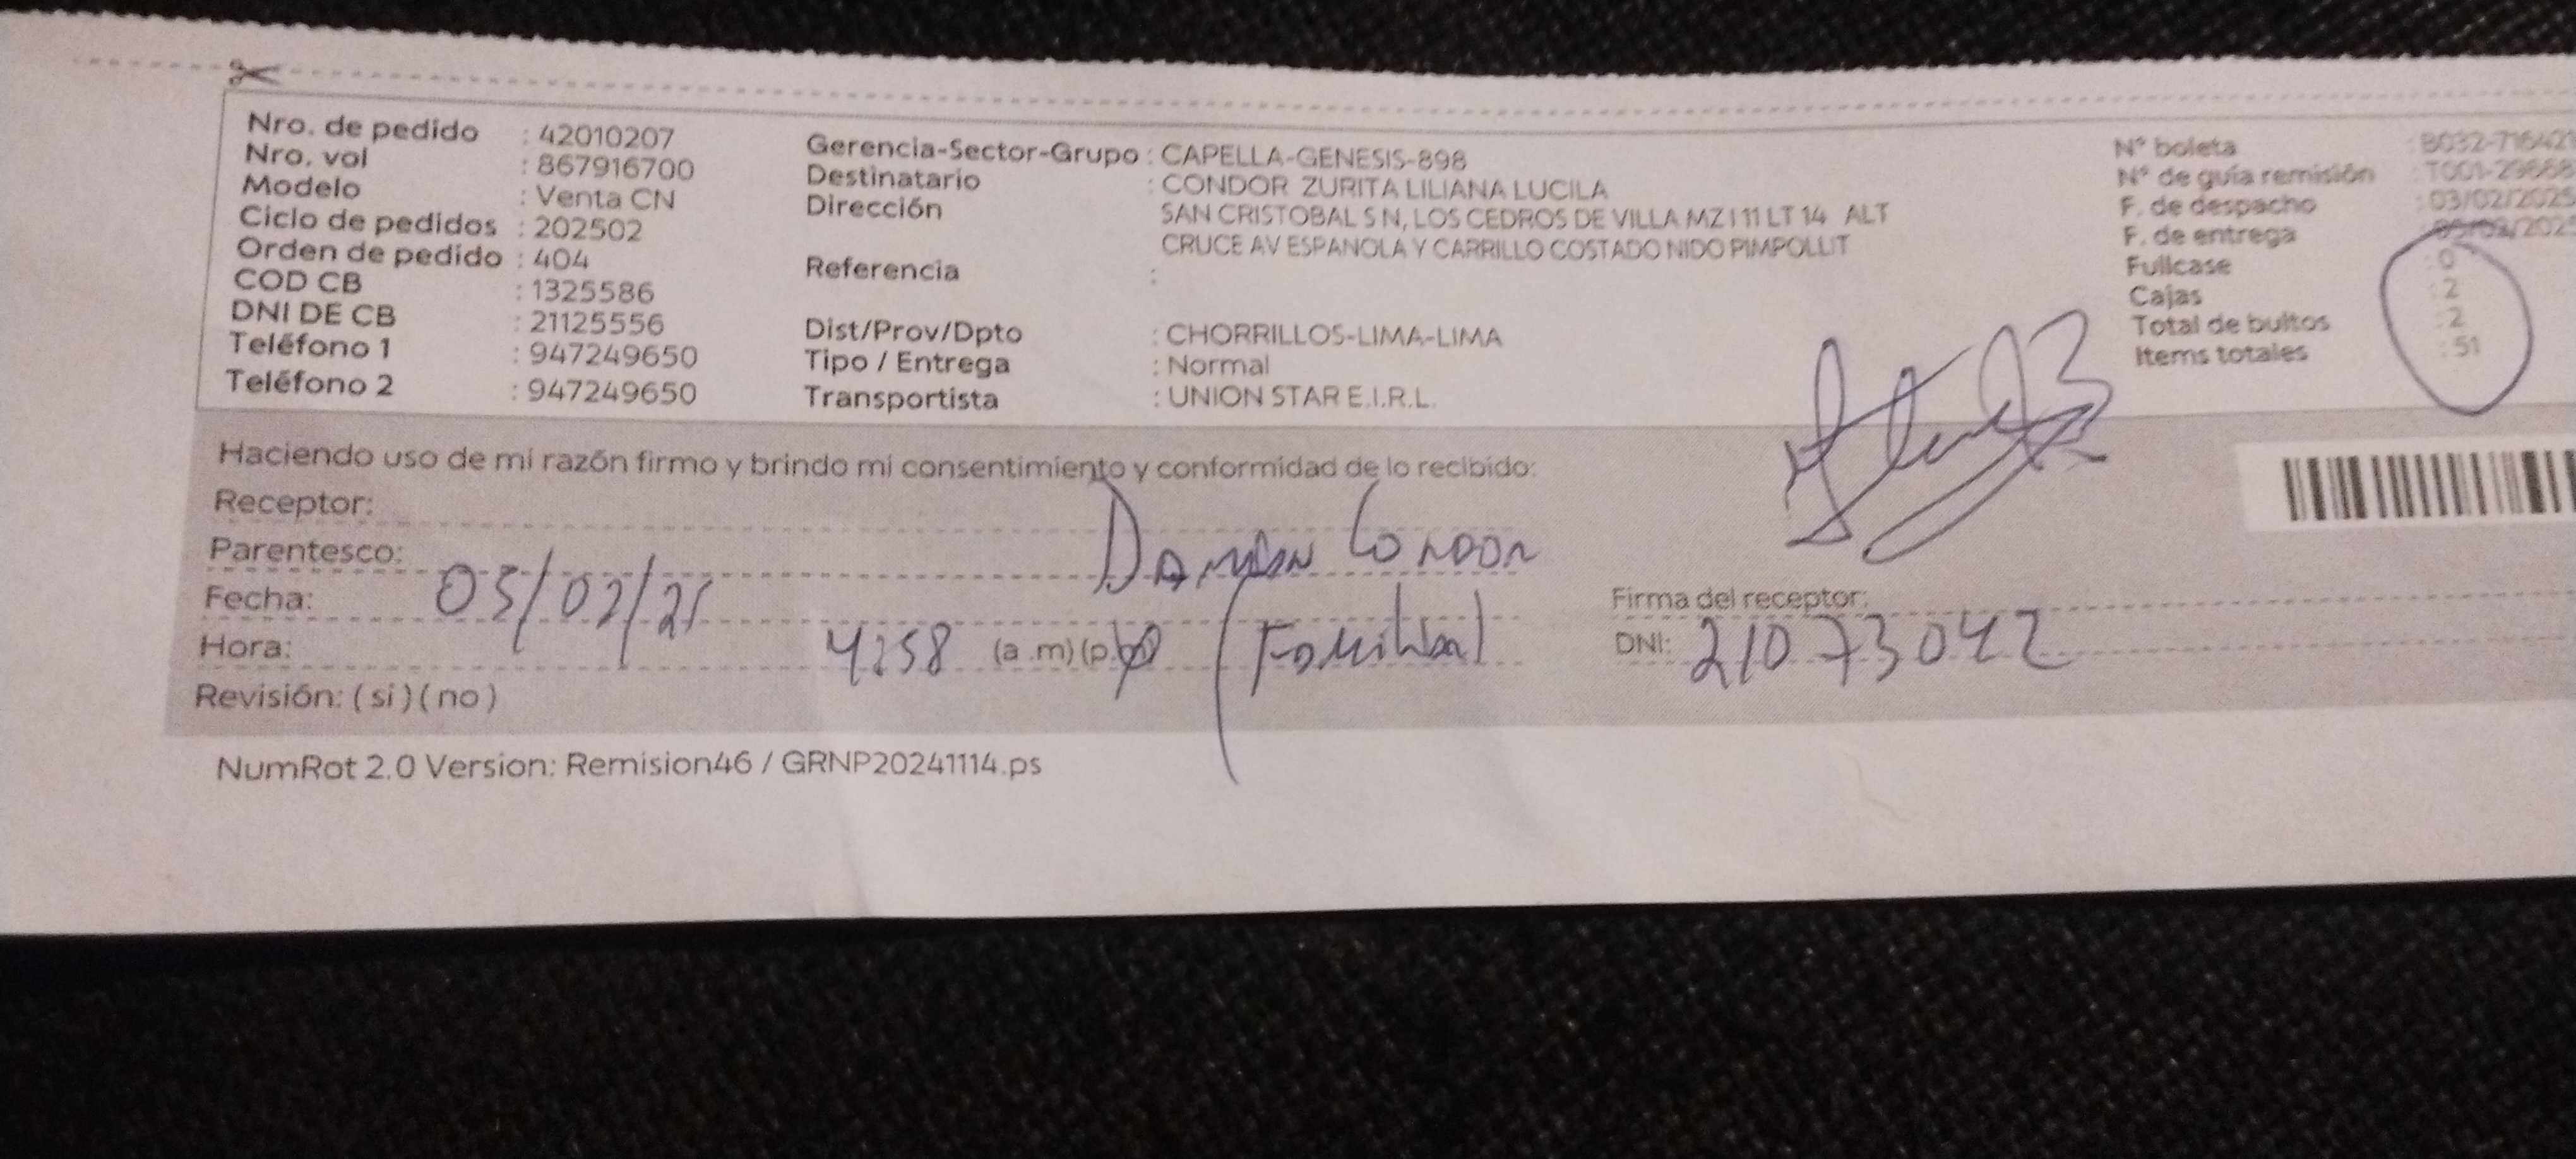 Nro. de pedido : 42010207
Nro. vol : 867916700
Modelo : Venta CN
Ciclo de pedidos : 202502
Orden de pedido : 404
COD CB : 1325586
DNI DE CB : 21125556
Teléfono 1 : 947249650
Teléfono 2 : 947249650
Gerencia-Sector-Grupo : CAPELLA-GENESIS-898
Destinatario : CONDOR ZURITA LILIANA LUCILA
Dirección SAN CRISTOBAL S N, LOS CEDROS DE VILLA MZ I 11 LT 14 ALT
CRUCE AV ESPANOLA Y CARRILLO COSTADO NIDO PIMPOLLIT
Referencia :
Dist/Prov/Dpto : CHORRILLOS-LIMA-LIMA
Tipo / Entrega : Normal
Transportista : UNION STAR E.I.R.L.
N° boleta : B032-71642
N° de guía remisión : T001-29868
F. de despacho : 03/02/2025
F. de entrega
Fullcase : 0
Cajas : 2
Total de bultos : 2
Items totales : 51
Haciendo uso de mi razón firmo y brindo mi consentimiento y conformidad de lo recibido:
Receptor:
Parentesco: Condor
Fecha: 05/02/25
Hora: 4:58 (a .m) (p.m)
Revisión: ( si ) ( no )
Firma del receptor:
DNI: 21073042
NumRot 2.0 Version: Remision46 / GRNP20241114.ps